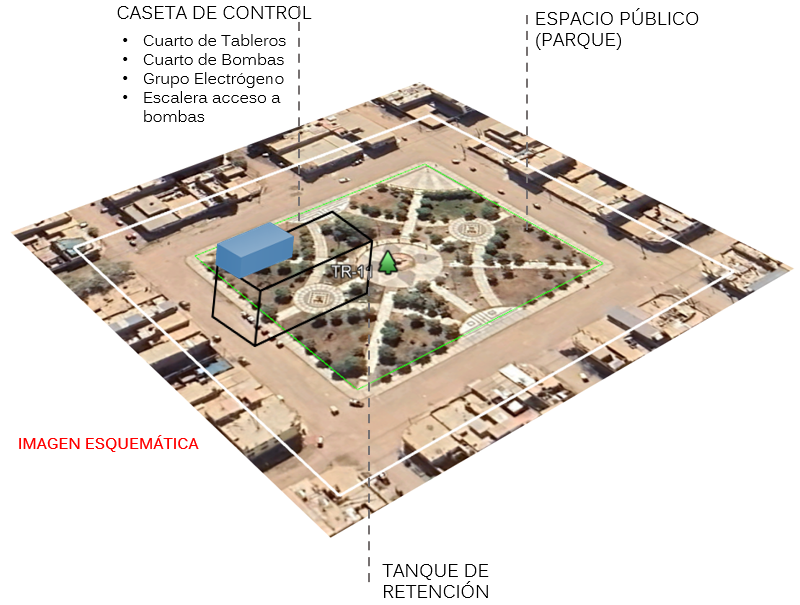 CASETA DE CONTROL
• Cuarto de Tableros
• Cuarto de Bombas
• Grupo Electrógeno
• Escalera acceso a
bombas
ESPACIO PÚBLICO
(PARQUE)
TR-11
IMAGEN ESQUEMÁTICA
TANQUE DE
RETENCIÓN